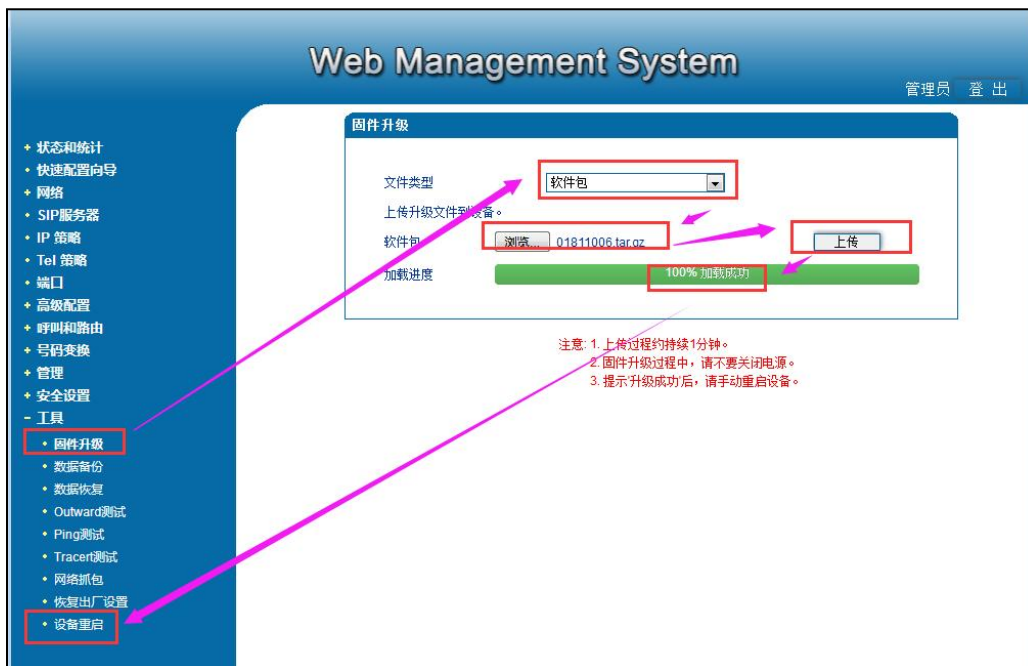 Web Management System
管理员 登 出
+ 状态和统计
• 快速配置向导
+ 网络
• SIP服务器
+ IP 策略
+ Tel 策略
• 端口
+ 高级配置
+ 呼叫和路由
+ 号码变换
+ 管理
+ 安全设置
- 工具
• 固件升级
• 数据备份
• 数据恢复
• Outward测试
• Ping测试
• Tracert测试
• 网络抓包
• 恢复出厂设置
• 设备重启
固件升级
文件类型 软件包
上传升级文件到设备。
软件包 浏览... 01811006.tar.gz 上传
加载进度 100% 加载成功
注意: 1. 上传过程约持续1分钟。
2. 固件升级过程中，请不要关闭电源。
3. 提示'升级成功'后，请手动重启设备。